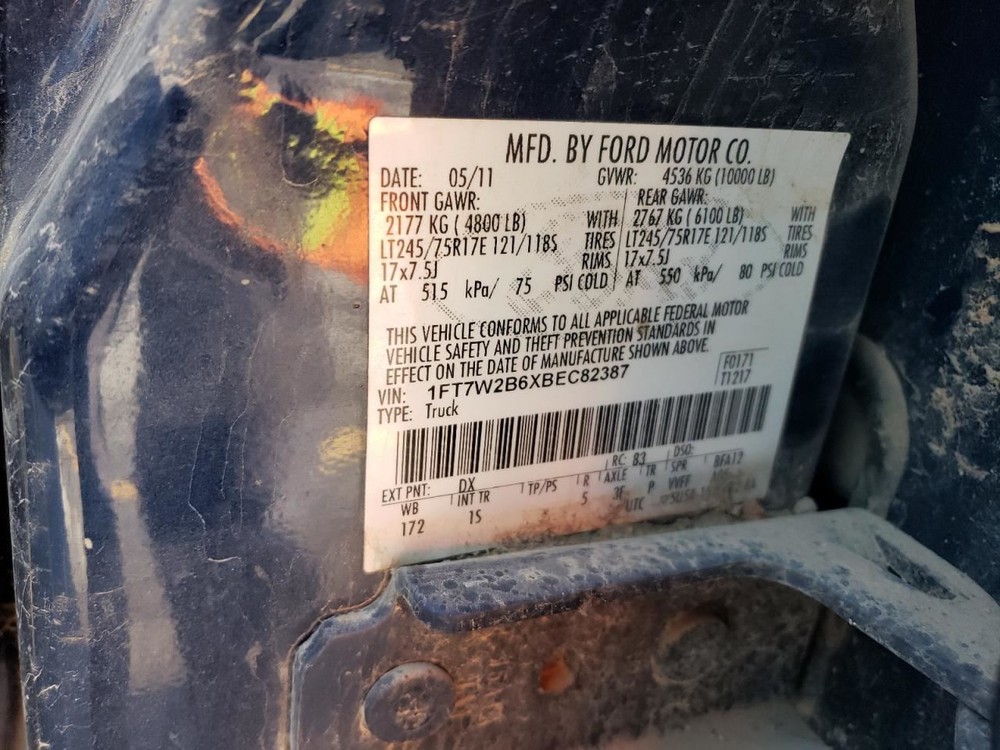 MFD. BY FORD MOTOR CO.
DATE: 05/11 GVWR: 4536 KG (10000 LB)
FRONT GAWR: REAR GAWR:
2177 KG ( 4800 LB) WITH 2767 KG ( 6100 LB) WITH
LT245/75R17E 121/118S TIRES LT245/75R17E 121/118S TIRES
17x7.5J RIMS 17x7.5J RIMS
AT 515 kPa/ 75 PSI COLD AT 550 kPa/ 80 PSI COLD
THIS VEHICLE CONFORMS TO ALL APPLICABLE FEDERAL MOTOR
VEHICLE SAFETY AND THEFT PREVENTION STANDARDS IN
EFFECT ON THE DATE OF MANUFACTURE SHOWN ABOVE.
VIN: 1FT7W2B6XBEC82387 F0171
TYPE: Truck T1217
EXT PNT: DX RC: 83 DSO:
WB INT TR TP/PS R AXLE TR SPR BFA12
172 1S 5 3E P VVFF
UTC